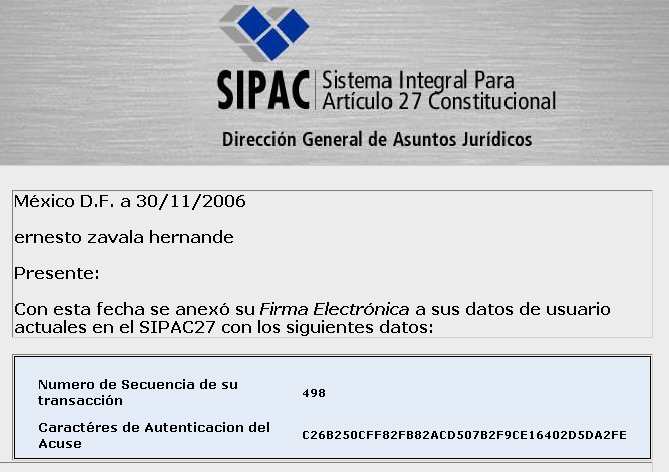 SIPAC Sistema Integral Para
Artículo 27 Constitucional
Dirección General de Asuntos Jurídicos
México D.F. a 30/11/2006
ernesto zavala hernande
Presente:
Con esta fecha se anexó su Firma Electrónica a sus datos de usuario
actuales en el SIPAC27 con los siguientes datos:
Numero de Secuencia de su
transacción 498
Caractéres de Autenticacion del
Acuse C26B250CFF82FB82ACD507B2F9CE16402D5DA2FE